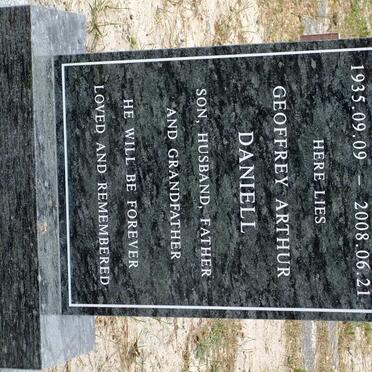 1935.09.09 – 2008.06.21
HERE LIES
GEOFFREY ARTHUR
DANIELL
SON, HUSBAND, FATHER
AND GRANDFATHER
HE WILL BE FOREVER
LOVED AND REMEMBERED